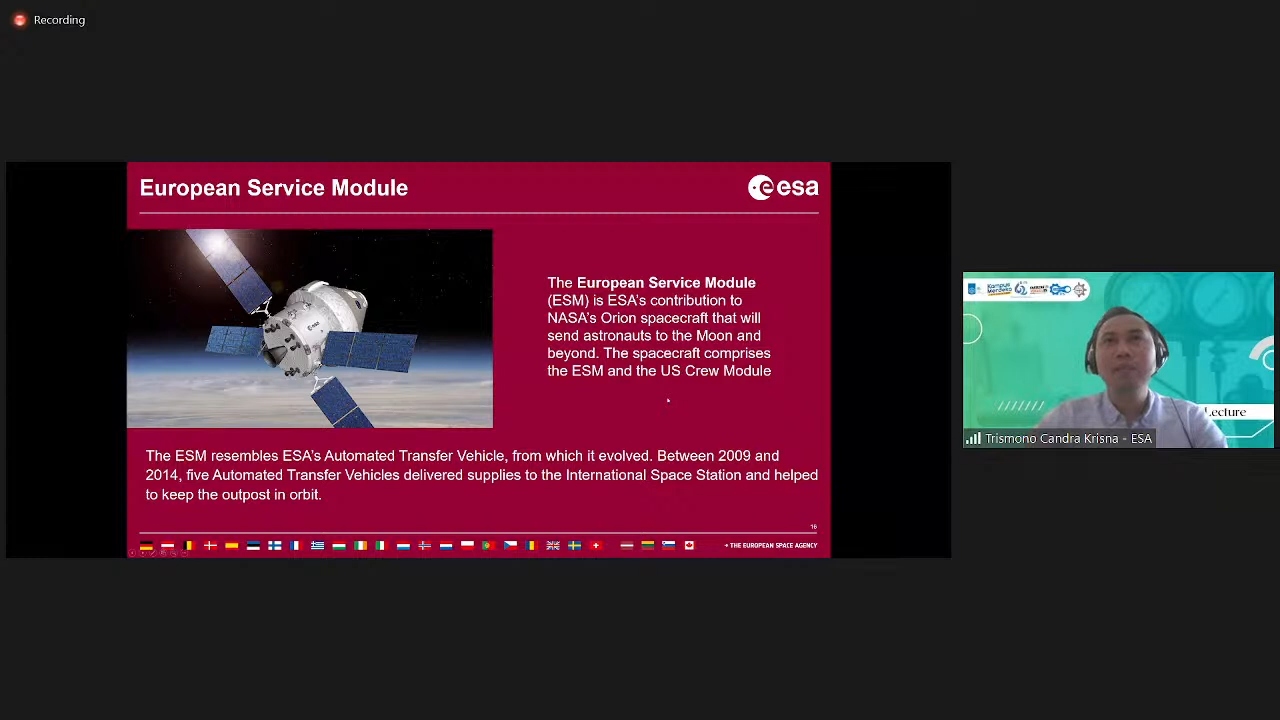 Recording
European Service Module
esa
The European Service Module
(ESM) is ESA's contribution to
NASA's Orion spacecraft that will
send astronauts to the Moon and
beyond. The spacecraft comprises
the ESM and the US Crew Module
esa
The ESM resembles ESA's Automated Transfer Vehicle, from which it evolved. Between 2009 and
2014, five Automated Transfer Vehicles delivered supplies to the International Space Station and helped
to keep the outpost in orbit.
16
→ THE EUROPEAN SPACE AGENCY
Kampus
Merdeka
Lecture
Trismono Candra Krisna - ESA